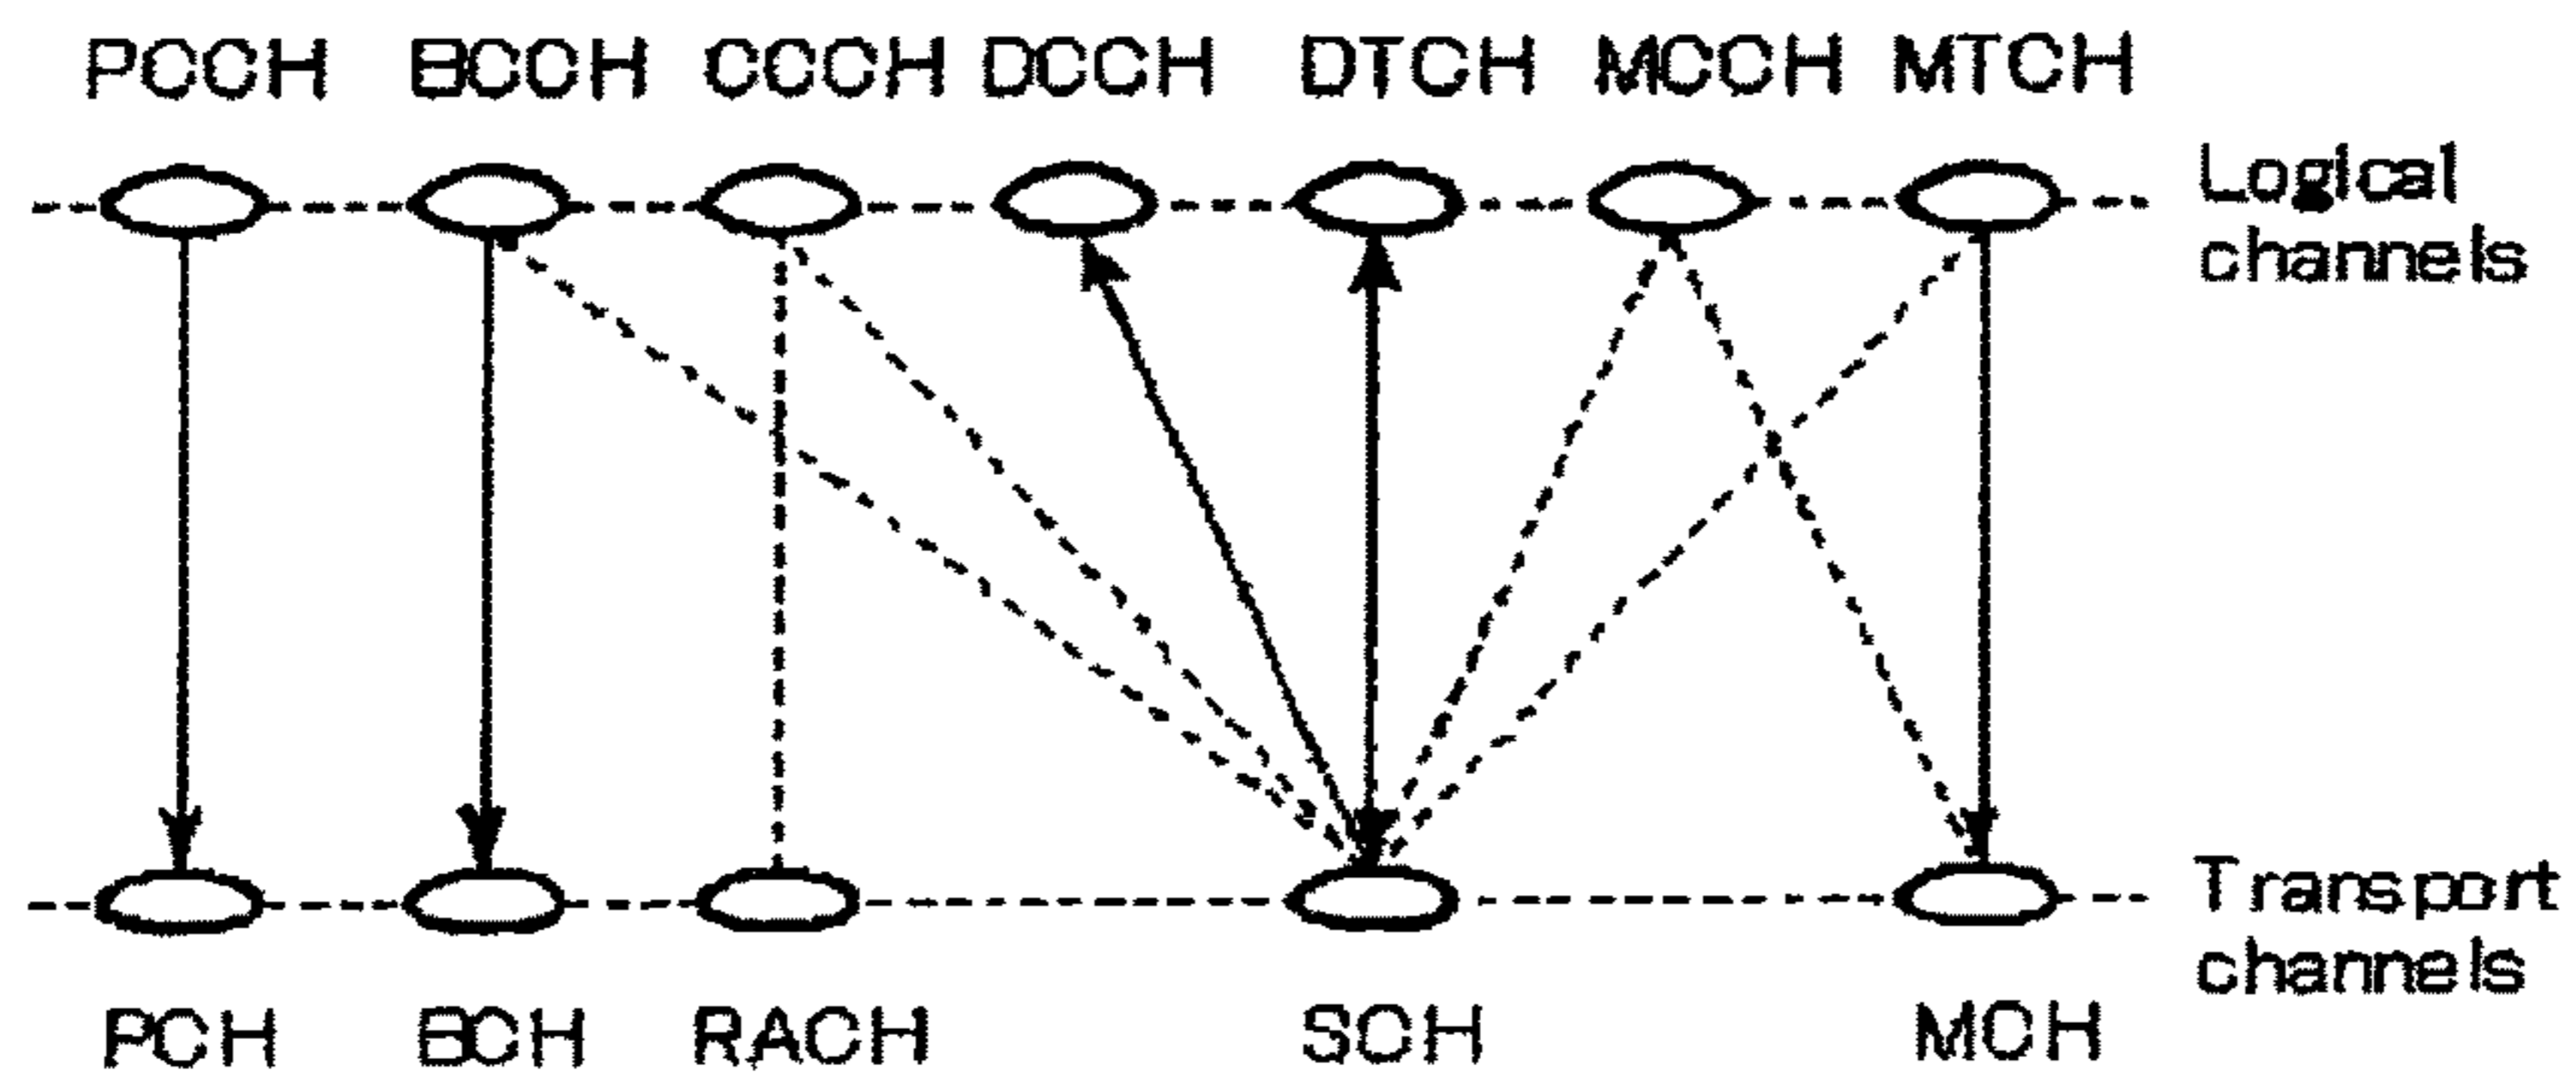 PCCH BCCH CCCH DCCH DTCH MCCH MTCH
Logical
channels
Transport
channels
PCH BCH RACH SCH MCH